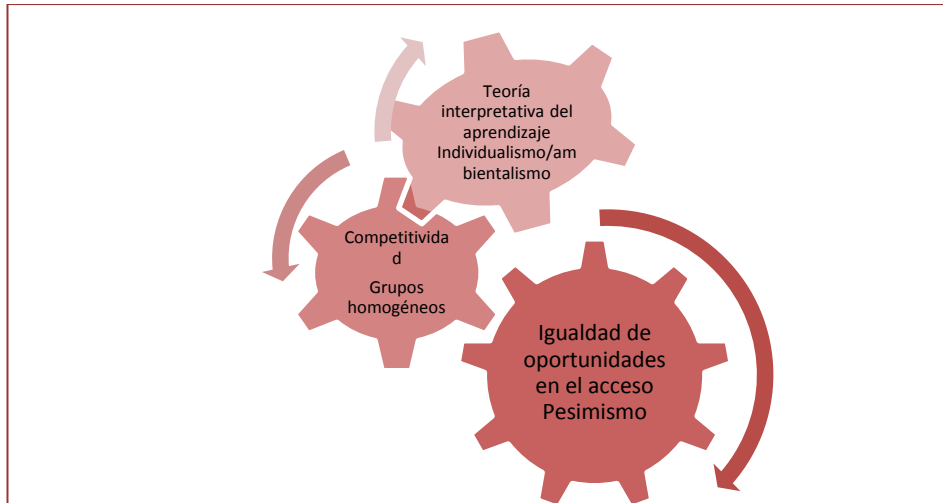 Teoría
interpretativa del
aprendizaje
Individualismo/am
bientalismo
Competitivida
d
Grupos
homogéneos
Igualdad de
oportunidades
en el acceso
Pesimismo